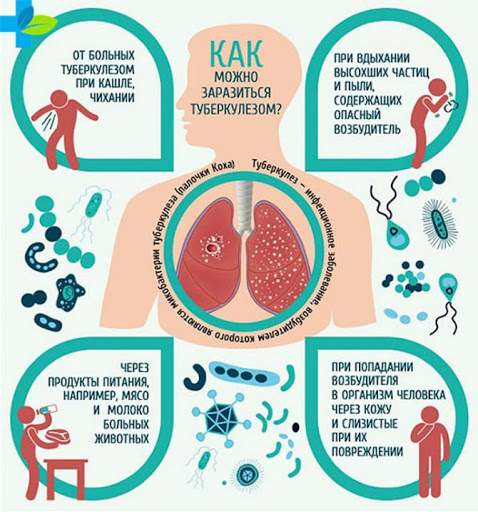 КАК
МОЖНО
ЗАРАЗИТЬСЯ
ТУБЕРКУЛЕЗОМ?
ОТ БОЛЬНЫХ
ТУБЕРКУЛЕЗОМ
ПРИ КАШЛЕ,
ЧИХАНИИ
ПРИ ВДЫХАНИИ
ВЫСОХШИХ ЧАСТИЦ
И ПЫЛИ,
СОДЕРЖАЩИХ
ОПАСНЫЙ
ВОЗБУДИТЕЛЬ
Туберкулез – инфекционное заболевание, возбудителем которого являются микобактерии туберкулеза (палочки Коха)
ЧЕРЕЗ
ПРОДУКТЫ ПИТАНИЯ,
НАПРИМЕР, МЯСО
И МОЛОКО
БОЛЬНЫХ
ЖИВОТНЫХ
ПРИ ПОПАДАНИИ
ВОЗБУДИТЕЛЯ
В ОРГАНИЗМ ЧЕЛОВЕКА
ЧЕРЕЗ КОЖУ
И СЛИЗИСТЫЕ
ПРИ ИХ
ПОВРЕЖДЕНИИ